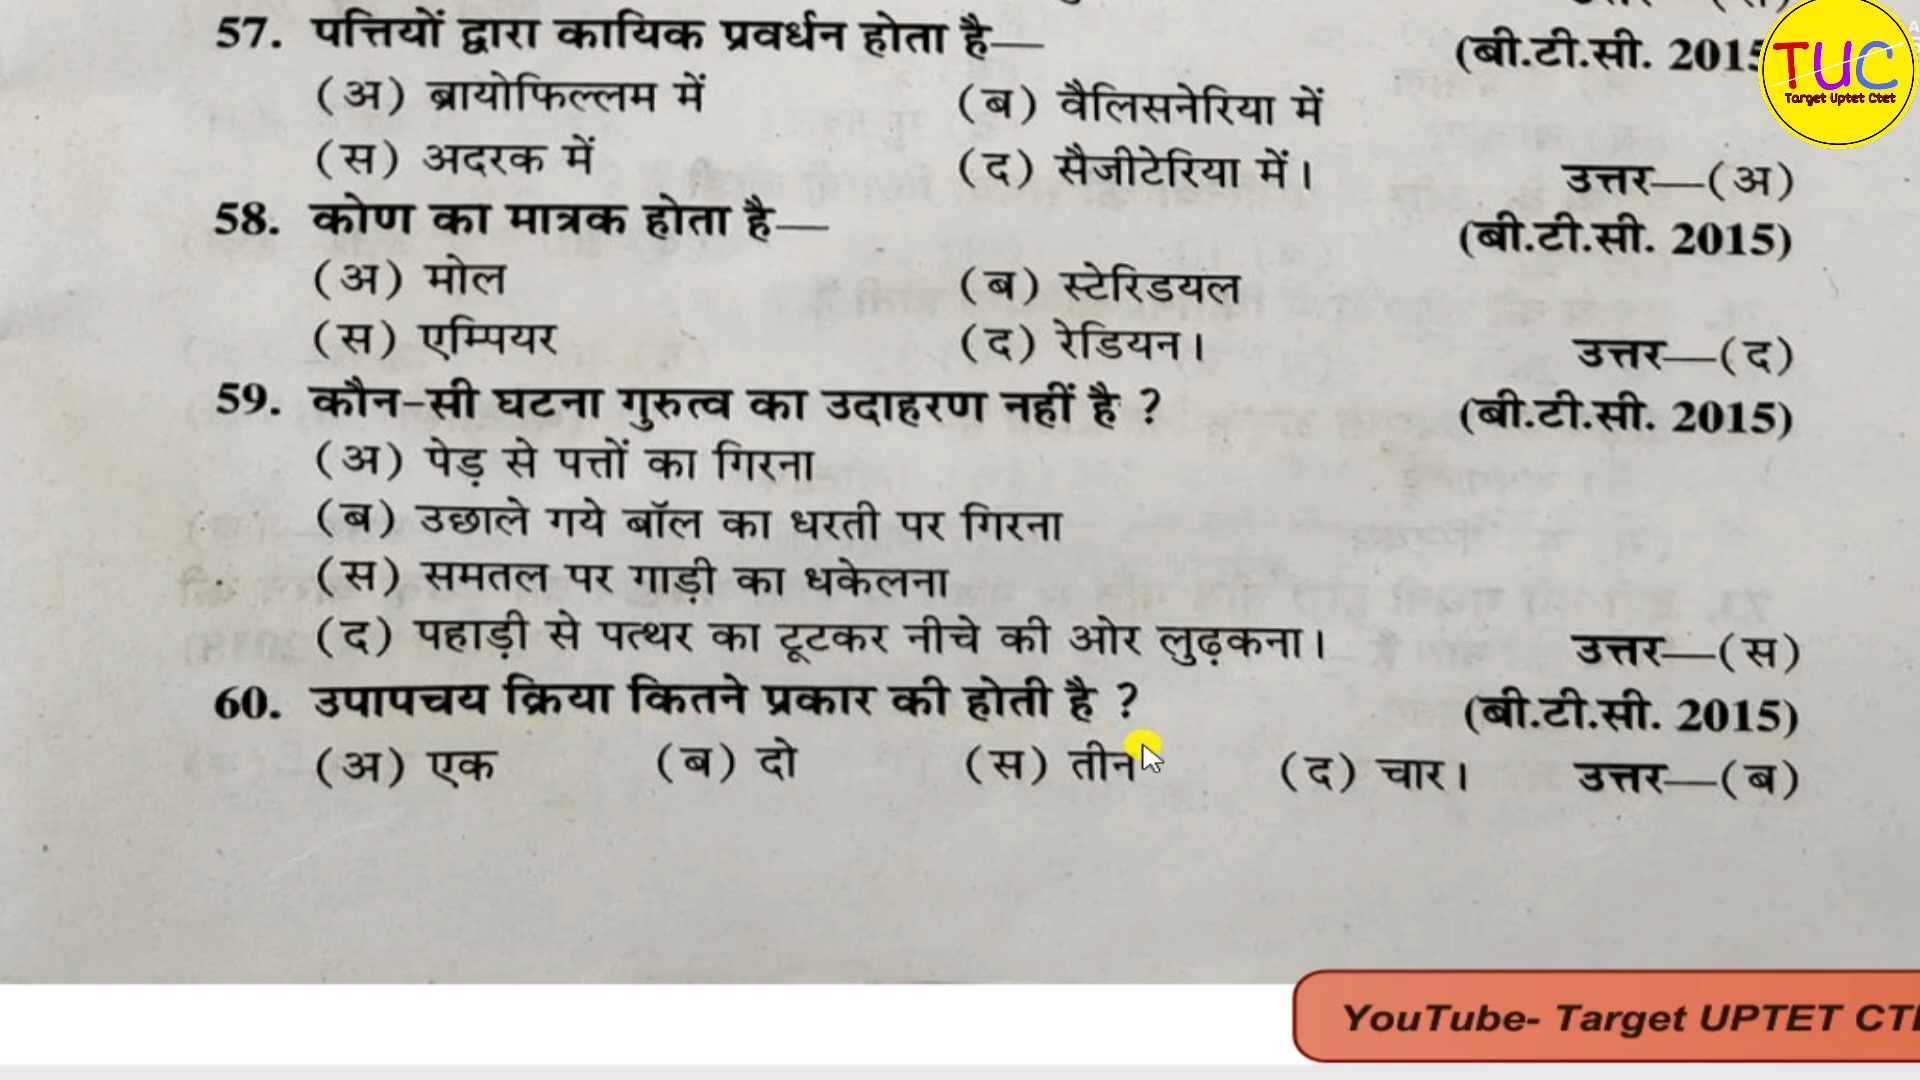 57. पत्तियों द्वारा कायिक प्रवर्धन होता है— (बी.टी.सी. 2015
(अ) ब्रायोफिल्लम में (ब) वैलिसनेरिया में
(स) अदरक में (द) सैजीटेरिया में। उत्तर—(अ)
58. कोण का मात्रक होता है— (बी.टी.सी. 2015)
(अ) मोल (ब) स्टेरिडयल
(स) एम्पियर (द) रेडियन। उत्तर—(द)
59. कौन-सी घटना गुरुत्व का उदाहरण नहीं है ? (बी.टी.सी. 2015)
(अ) पेड़ से पत्तों का गिरना
(ब) उछाले गये बॉल का धरती पर गिरना
(स) समतल पर गाड़ी का धकेलना
(द) पहाड़ी से पत्थर का टूटकर नीचे की ओर लुढ़कना। उत्तर—(स)
60. उपापचय क्रिया कितने प्रकार की होती है ? (बी.टी.सी. 2015)
(अ) एक (ब) दो (स) तीन (द) चार। उत्तर—(ब)
TUC
Target Uptet Ctet
YouTube- Target UPTET